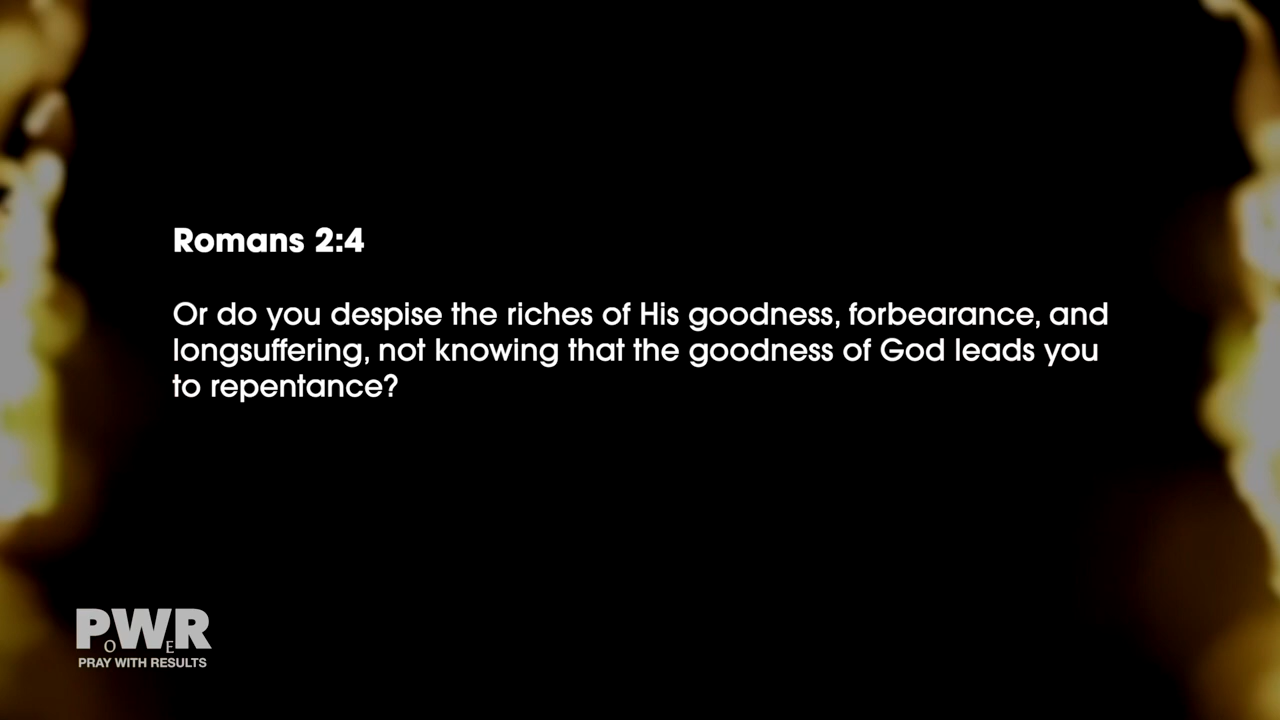 Romans 2:4
Or do you despise the riches of His goodness, forbearance, and
longsuffering, not knowing that the goodness of God leads you
to repentance?
PoWER
PRAY WITH RESULTS